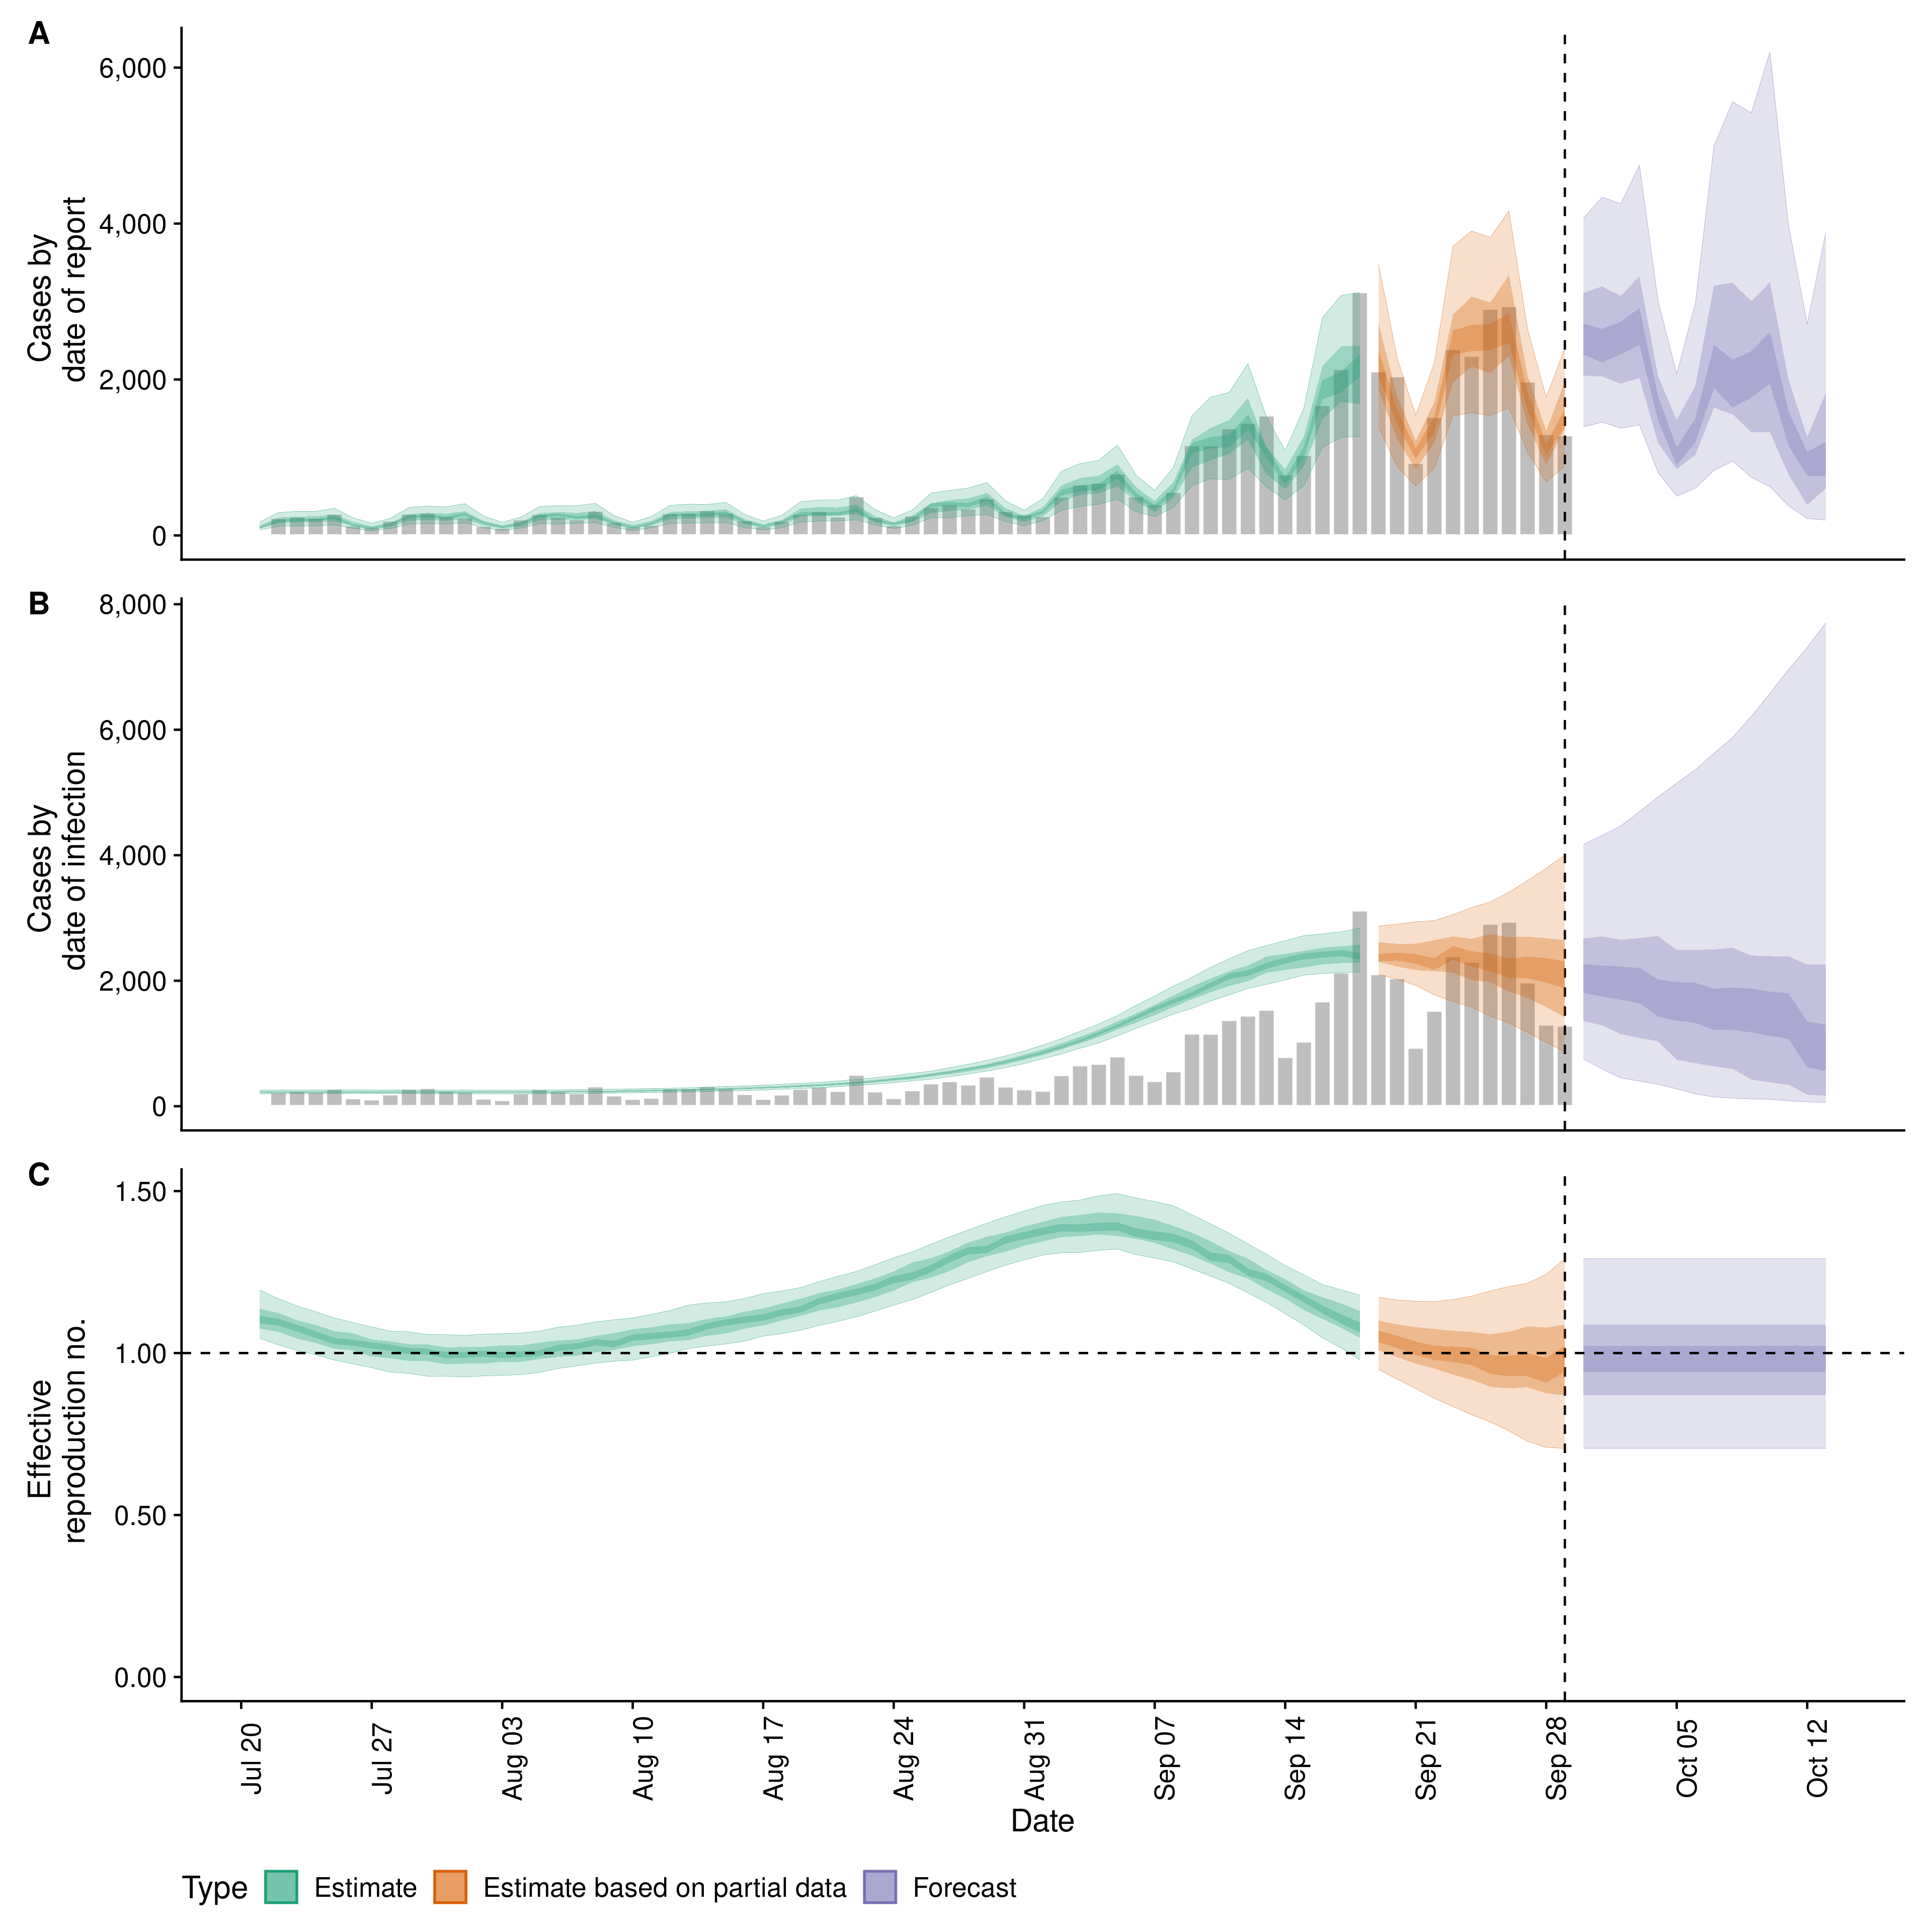 A
6,000
4,000
2,000
0
Cases by
date of report
B
8,000
6,000
4,000
2,000
0
Cases by
date of infection
C
1.50
1.00
0.50
0.00
Effective
reproduction no.
Jul 20
Jul 27
Aug 03
Aug 10
Aug 17
Aug 24
Aug 31
Sep 07
Sep 14
Sep 21
Sep 28
Oct 05
Oct 12
Date
Type Estimate Estimate based on partial data Forecast